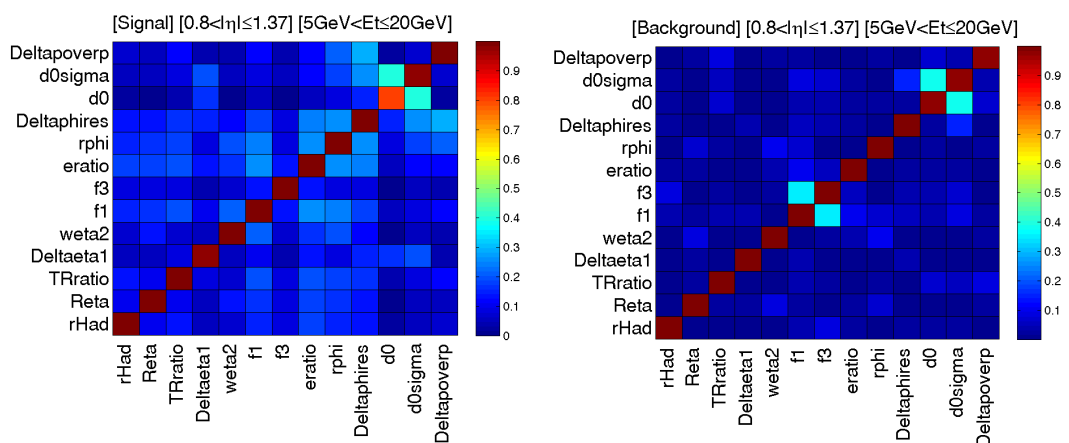 [Signal] [0.8<|η|≤1.37] [5GeV<Et≤20GeV]
Deltapoverp
d0sigma
d0
Deltaphires
rphi
eratio
f3
f1
weta2
Deltaeta1
TRratio
Reta
rHad
rHad
Reta
TRratio
Deltaeta1
weta2
f1
f3
eratio
rphi
Deltaphires
d0
d0sigma
Deltapoverp
0.9
0.8
0.7
0.6
0.5
0.4
0.3
0.2
0.1
0
[Background] [0.8<|η|≤1.37] [5GeV<Et≤20GeV]
Deltapoverp
d0sigma
d0
Deltaphires
rphi
eratio
f3
f1
weta2
Deltaeta1
TRratio
Reta
rHad
rHad
Reta
TRratio
Deltaeta1
weta2
f1
f3
eratio
rphi
Deltaphires
d0
d0sigma
Deltapoverp
0.9
0.8
0.7
0.6
0.5
0.4
0.3
0.2
0.1